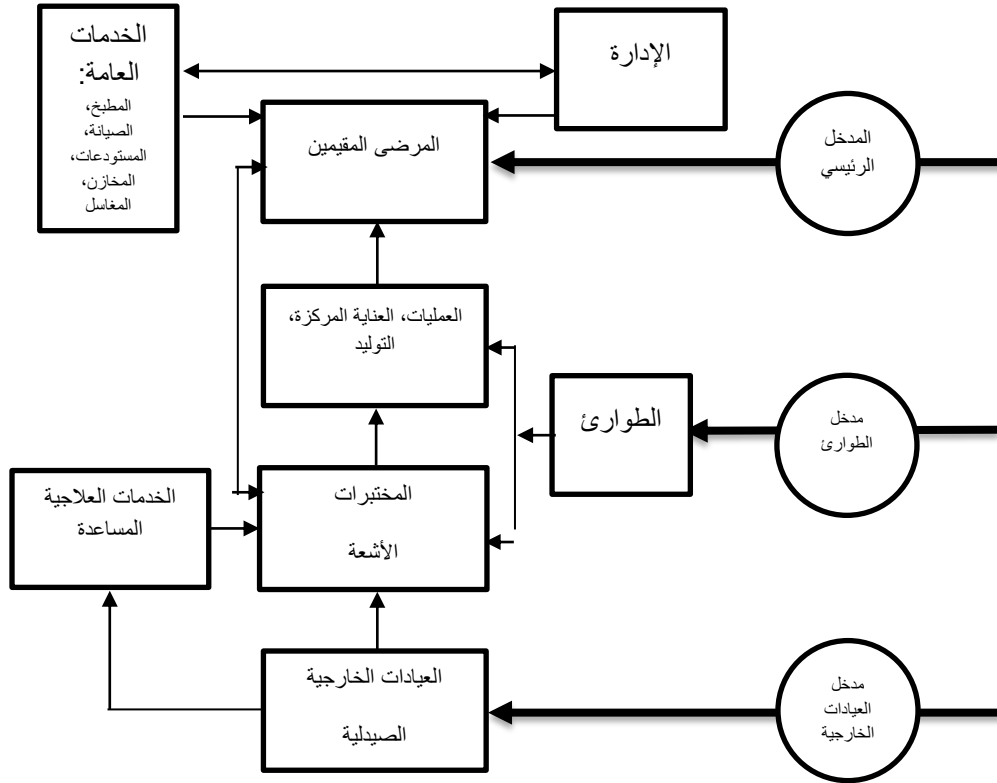 الإدارة
الخدمات
العامة:
المطبخ،
الصيانة،
المستودعات،
المخازن،
المغاسل
المدخل
الرئيسي
المرضى المقيمين
العمليات، العناية المركزة،
التوليد
مدخل
الطوارئ
الطوارئ
المختبرات
الأشعة
الخدمات العلاجية
المساعدة
مدخل
العيادات
الخارجية
العيادات الخارجية
الصيدلية